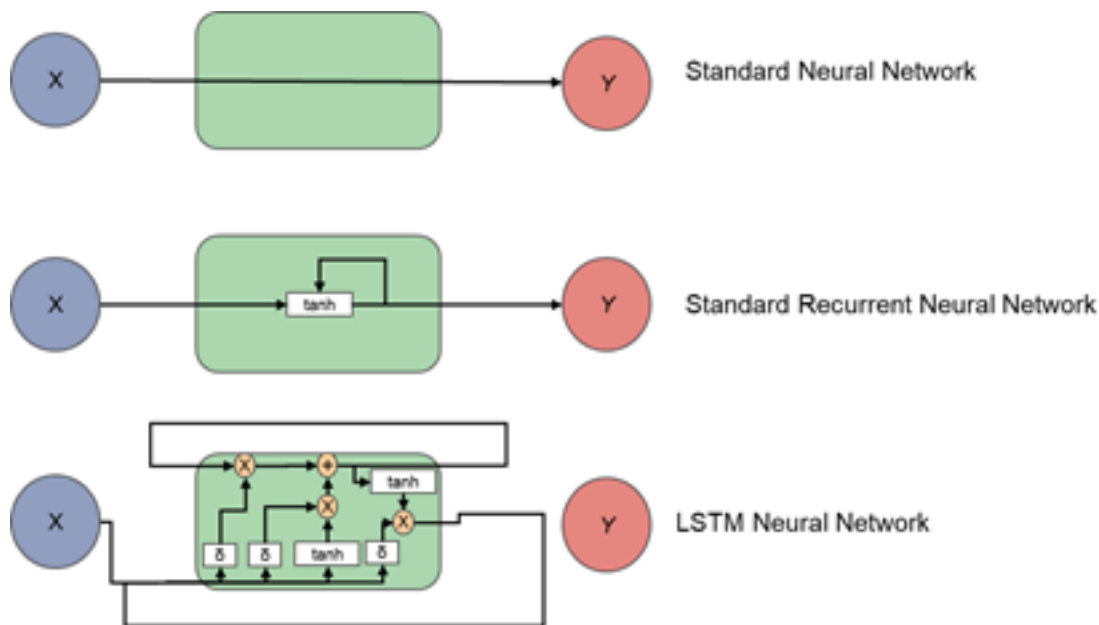 X
Y
Standard Neural Network
X
tanh
Y
Standard Recurrent Neural Network
X
X
+
tanh
X
X
δ
δ
tanh
δ
Y
LSTM Neural Network